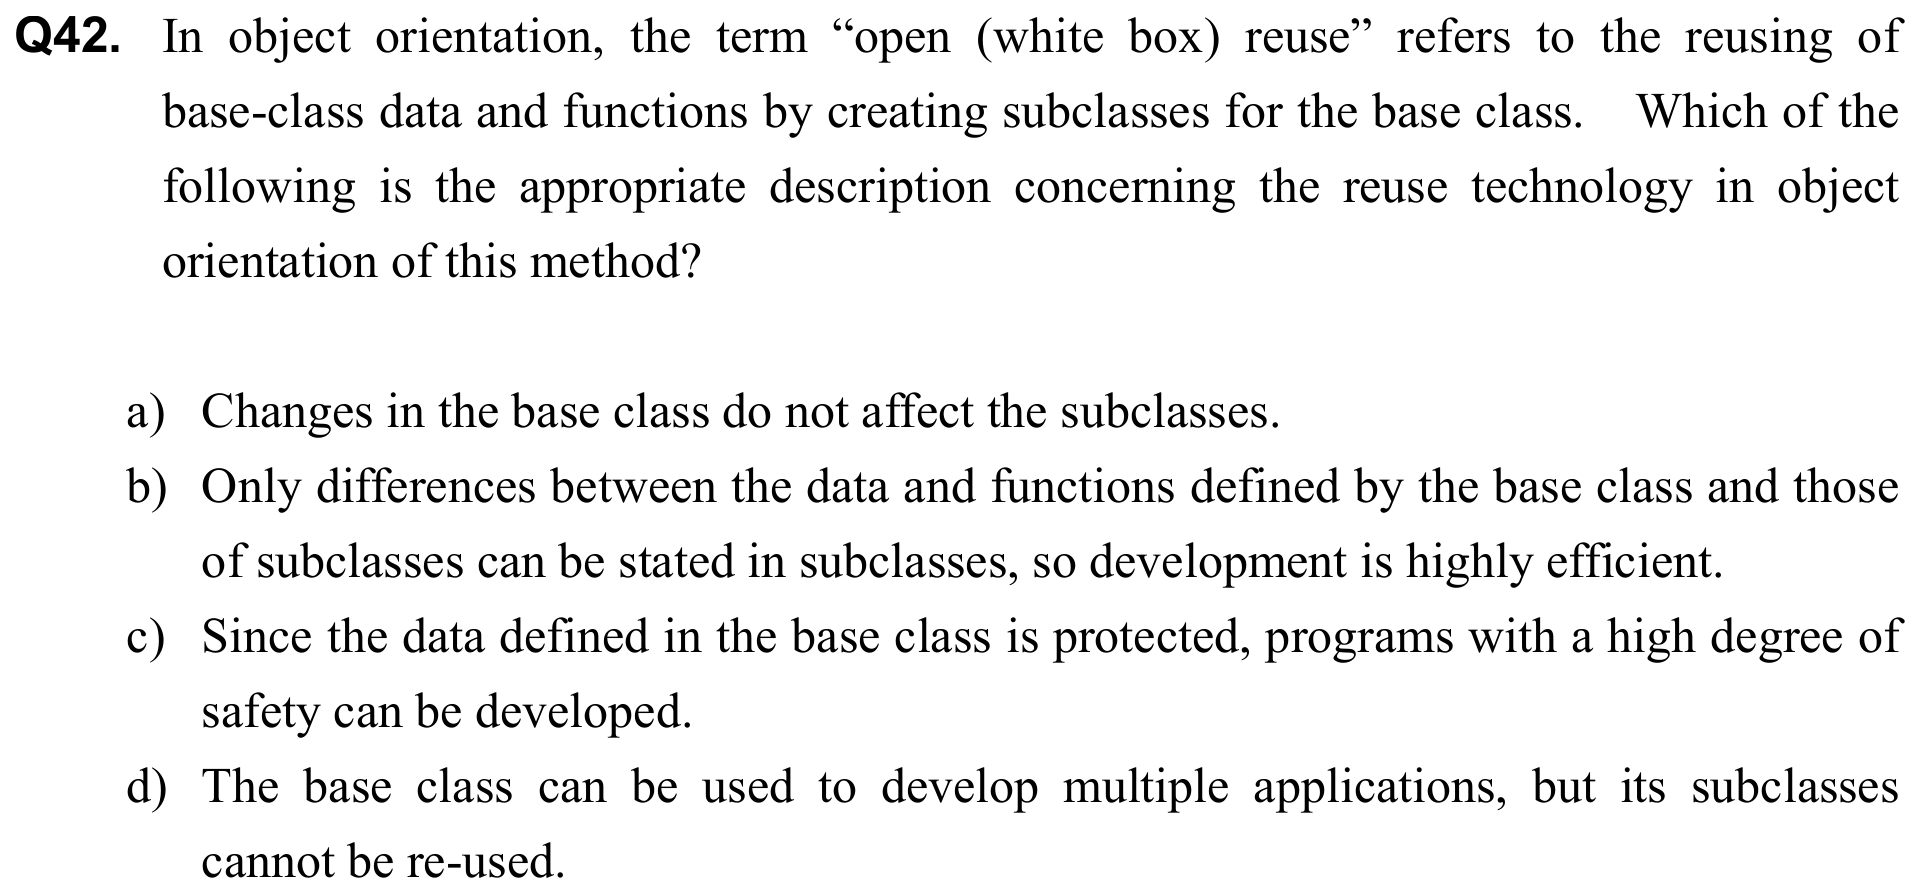 Q42. In object orientation, the term “open (white box) reuse” refers to the reusing of
base-class data and functions by creating subclasses for the base class. Which of the
following is the appropriate description concerning the reuse technology in object
orientation of this method?
a) Changes in the base class do not affect the subclasses.
b) Only differences between the data and functions defined by the base class and those
of subclasses can be stated in subclasses, so development is highly efficient.
c) Since the data defined in the base class is protected, programs with a high degree of
safety can be developed.
d) The base class can be used to develop multiple applications, but its subclasses
cannot be re-used.